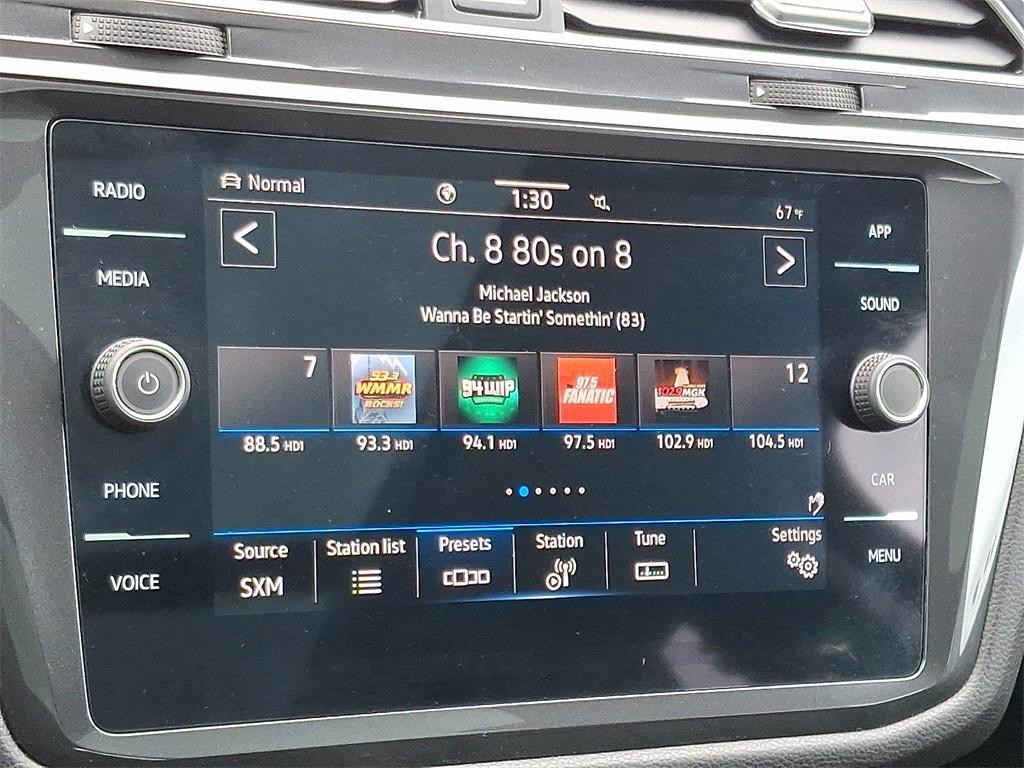 RADIO
MEDIA
PHONE
VOICE
Normal
1:30
67°F
<
Ch. 8 80s on 8
>
Michael Jackson
Wanna Be Startin' Somethin' (83)
7
93.3
WMMR
ROCKS!
94WIP
97.5
FANATIC
102.9MGK
12
88.5 HD1
93.3 HD1
94.1 HD1
97.5 HD1
102.9 HD1
104.5 HD1
Source
SXM
Station list
Presets
Station
Tune
Settings
APP
SOUND
CAR
MENU